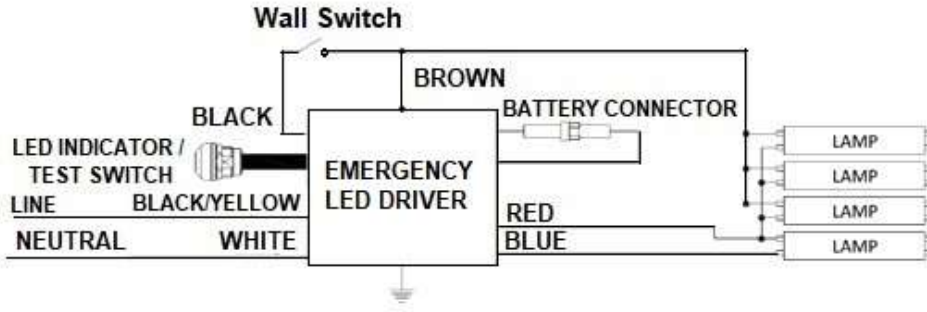 Wall Switch
BROWN
BLACK
BATTERY CONNECTOR
LED INDICATOR /
TEST SWITCH
EMERGENCY
LED DRIVER
LINE
BLACK/YELLOW
NEUTRAL
WHITE
RED
BLUE
LAMP
LAMP
LAMP
LAMP